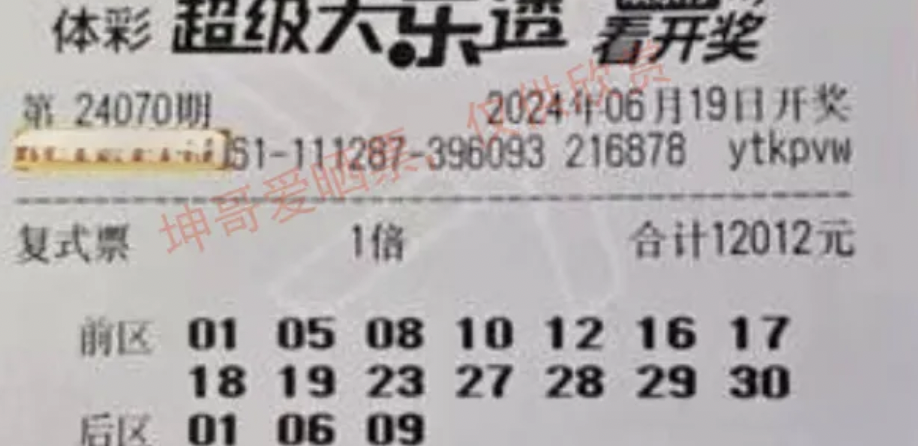 体彩 超级大乐透 看开奖
第 24070期 2024年06月19日开奖
61-111287-396093 216878 ytkpvw
坤哥爱晒票，仅供欣赏
复式票 1倍 合计12012元
前区 01 05 08 10 12 16 17
18 19 23 27 28 29 30
后区 01 06 09